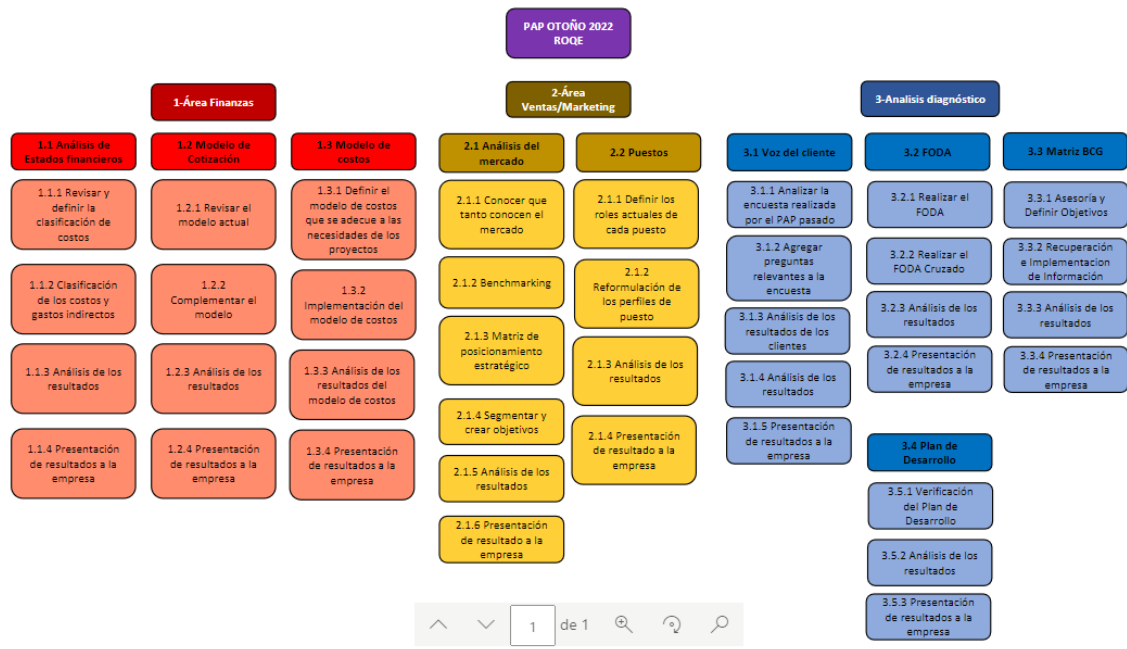 PAP OTOÑO 2022
ROQE
1-Área Finanzas
2-Área
Ventas/Marketing
3-Analisis diagnóstico
1.1 Análisis de
Estados financieros
1.2 Modelo de
Cotización
1.3 Modelo de
costos
2.1 Análisis del
mercado
2.2 Puestos
3.1 Voz del cliente
3.2 FODA
3.3 Matriz BCG
1.1.1 Revisar y
definir la
clasificación de
costos
1.1.2 Clasificación
de los costos y
gastos indirectos
1.1.3 Análisis de los
resultados
1.1.4 Presentación
de resultados a la
empresa
1.2.1 Revisar el
modelo actual
1.2.2
Complementar el
modelo
1.2.3 Análisis de los
resultados
1.2.4 Presentación
de resultados a la
empresa
1.3.1 Definir el
modelo de costos
que se adecue a las
necesidades de los
proyectos
1.3.2
Implementación del
modelo de costos
1.3.3 Análisis de los
resultados del
modelo de costos
1.3.4 Presentación
de resultados a la
empresa
2.1.1 Conocer que
tanto conocen el
mercado
2.1.2 Benchmarking
2.1.3 Matriz de
posicionamiento
estratégico
2.1.4 Segmentar y
crear objetivos
2.1.5 Análisis de los
resultados
2.1.6 Presentación
de resultado a la
empresa
2.1.1 Definir los
roles actuales de
cada puesto
2.1.2
Reformulación de
los perfiles de
puesto
2.1.3 Análisis de los
resultados
2.1.4 Presentación
de resultado a la
empresa
3.1.1 Analizar la
encuesta realizada
por el PAP pasado
3.1.2 Agregar
preguntas
relevantes a la
encuesta
3.1.3 Análisis de los
resultados de los
clientes
3.1.4 Análisis de los
resultados
3.1.5 Presentación
de resultados a la
empresa
3.2.1 Realizar el
FODA
3.2.2 Realizar el
FODA Cruzado
3.2.3 Análisis de los
resultados
3.2.4 Presentación
de resultados a la
empresa
3.3.1 Asesoría y
Definir Objetivos
3.3.2 Recuperación
e Implementacion
de Información
3.3.3 Análisis de los
resultados
3.3.4 Presentación
de resultados a la
empresa
3.4 Plan de
Desarrollo
3.5.1 Verificación
del Plan de
Desarrollo
3.5.2 Análisis de los
resultados
3.5.3 Presentación
de resultados a la
empresa
1 de 1